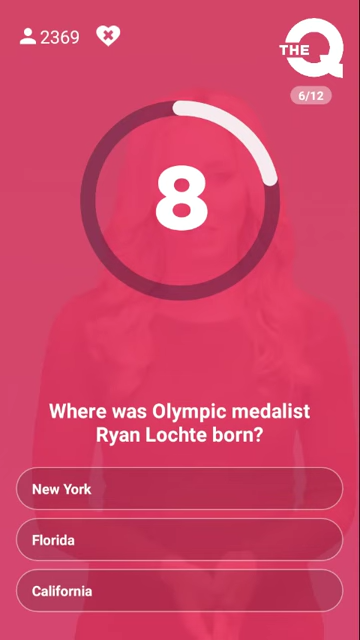 2369
THE Q
6/12
8
Where was Olympic medalist
Ryan Lochte born?
New York
Florida
California